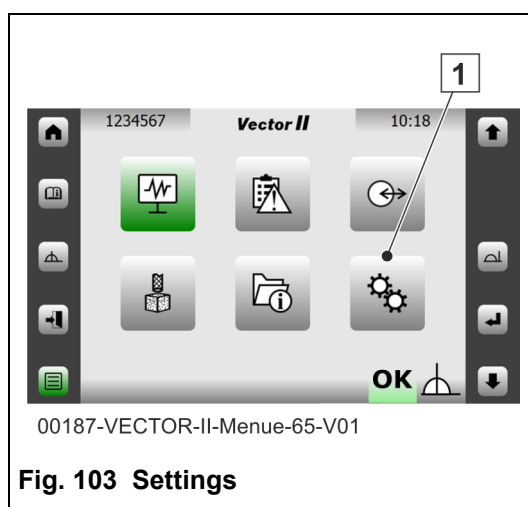 1
1234567
Vector II
10:18
OK
00187-VECTOR-II-Menue-65-V01
Fig. 103 Settings